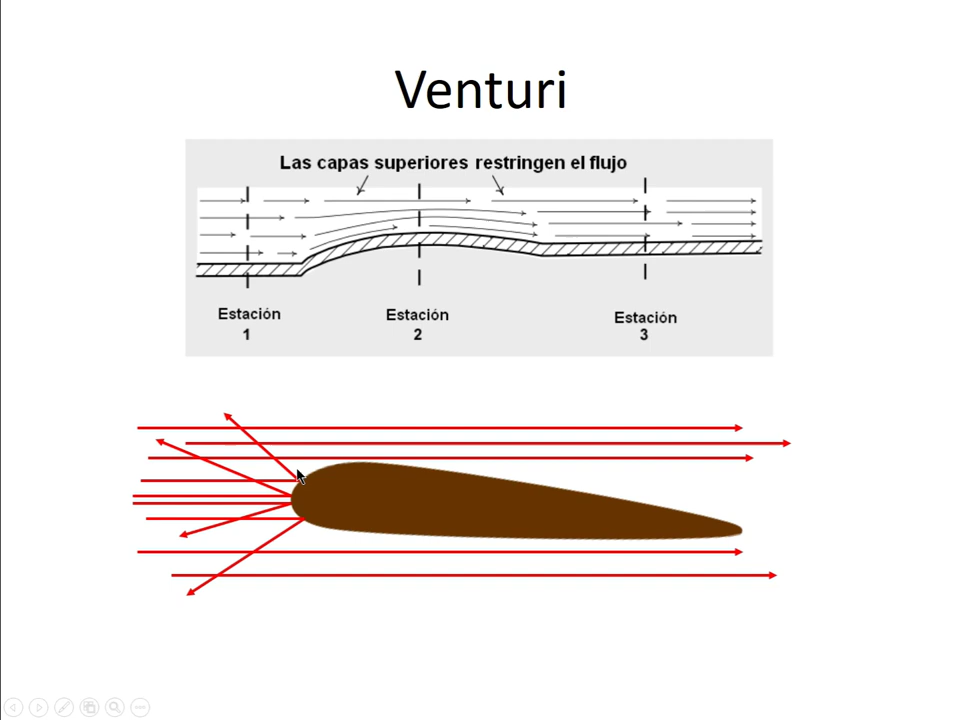 Venturi
Las capas superiores restringen el flujo
Estación
1
Estación
2
Estación
3